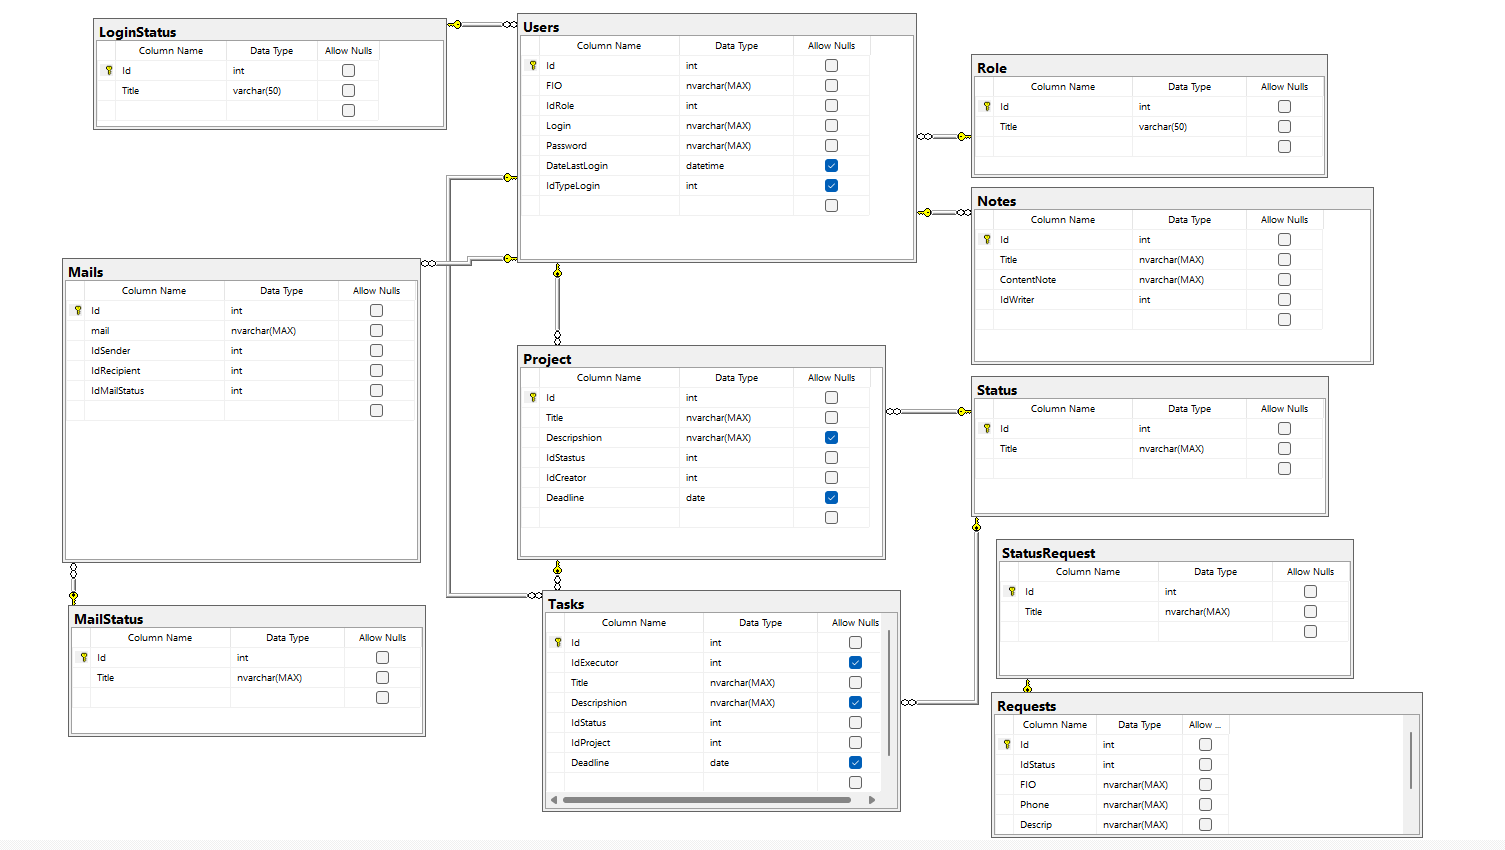 LoginStatus
Column Name Data Type Allow Nulls
Id int
Title varchar(50)
Users
Column Name Data Type Allow Nulls
Id int
FIO nvarchar(MAX)
IdRole int
Login nvarchar(MAX)
Password nvarchar(MAX)
DateLastLogin datetime
IdTypeLogin int
Role
Column Name Data Type Allow Nulls
Id int
Title varchar(50)
Notes
Column Name Data Type Allow Nulls
Id int
Title nvarchar(MAX)
ContentNote nvarchar(MAX)
IdWriter int
Mails
Column Name Data Type Allow Nulls
Id int
mail nvarchar(MAX)
IdSender int
IdRecipient int
IdMailStatus int
Project
Column Name Data Type Allow Nulls
Id int
Title nvarchar(MAX)
Descripshion nvarchar(MAX)
IdStastus int
IdCreator int
Deadline date
Status
Column Name Data Type Allow Nulls
Id int
Title nvarchar(MAX)
StatusRequest
Column Name Data Type Allow Nulls
Id int
Title nvarchar(MAX)
MailStatus
Column Name Data Type Allow Nulls
Id int
Title nvarchar(MAX)
Tasks
Column Name Data Type Allow Nulls
Id int
IdExecutor int
Title nvarchar(MAX)
Descripshion nvarchar(MAX)
IdStatus int
IdProject int
Deadline date
Requests
Column Name Data Type Allow ...
Id int
IdStatus int
FIO nvarchar(MAX)
Phone nvarchar(MAX)
Descrip nvarchar(MAX)